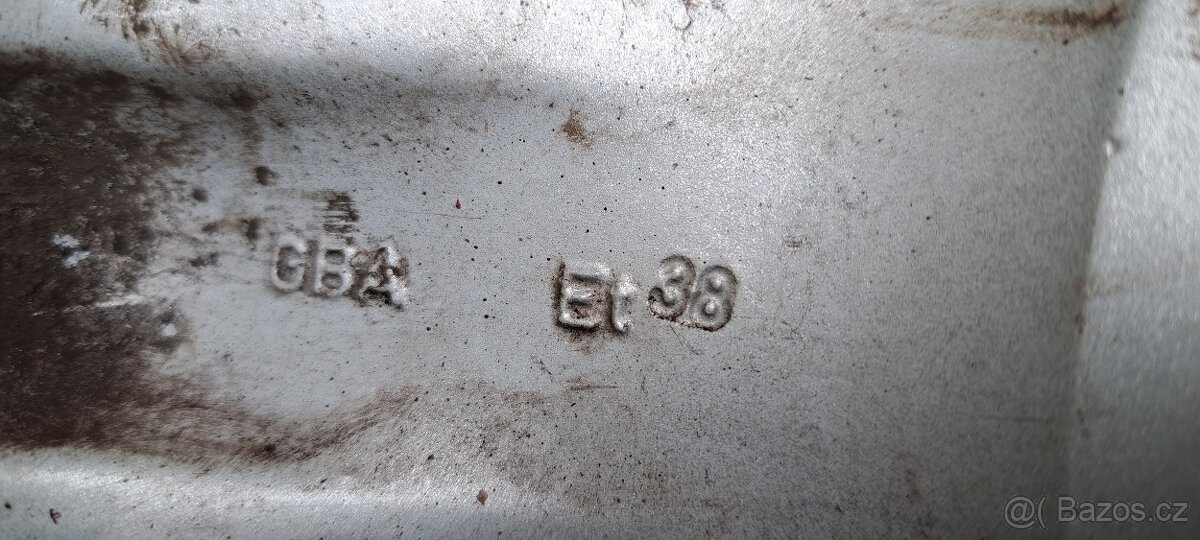 GBA Et 38
@( Bazos.cz